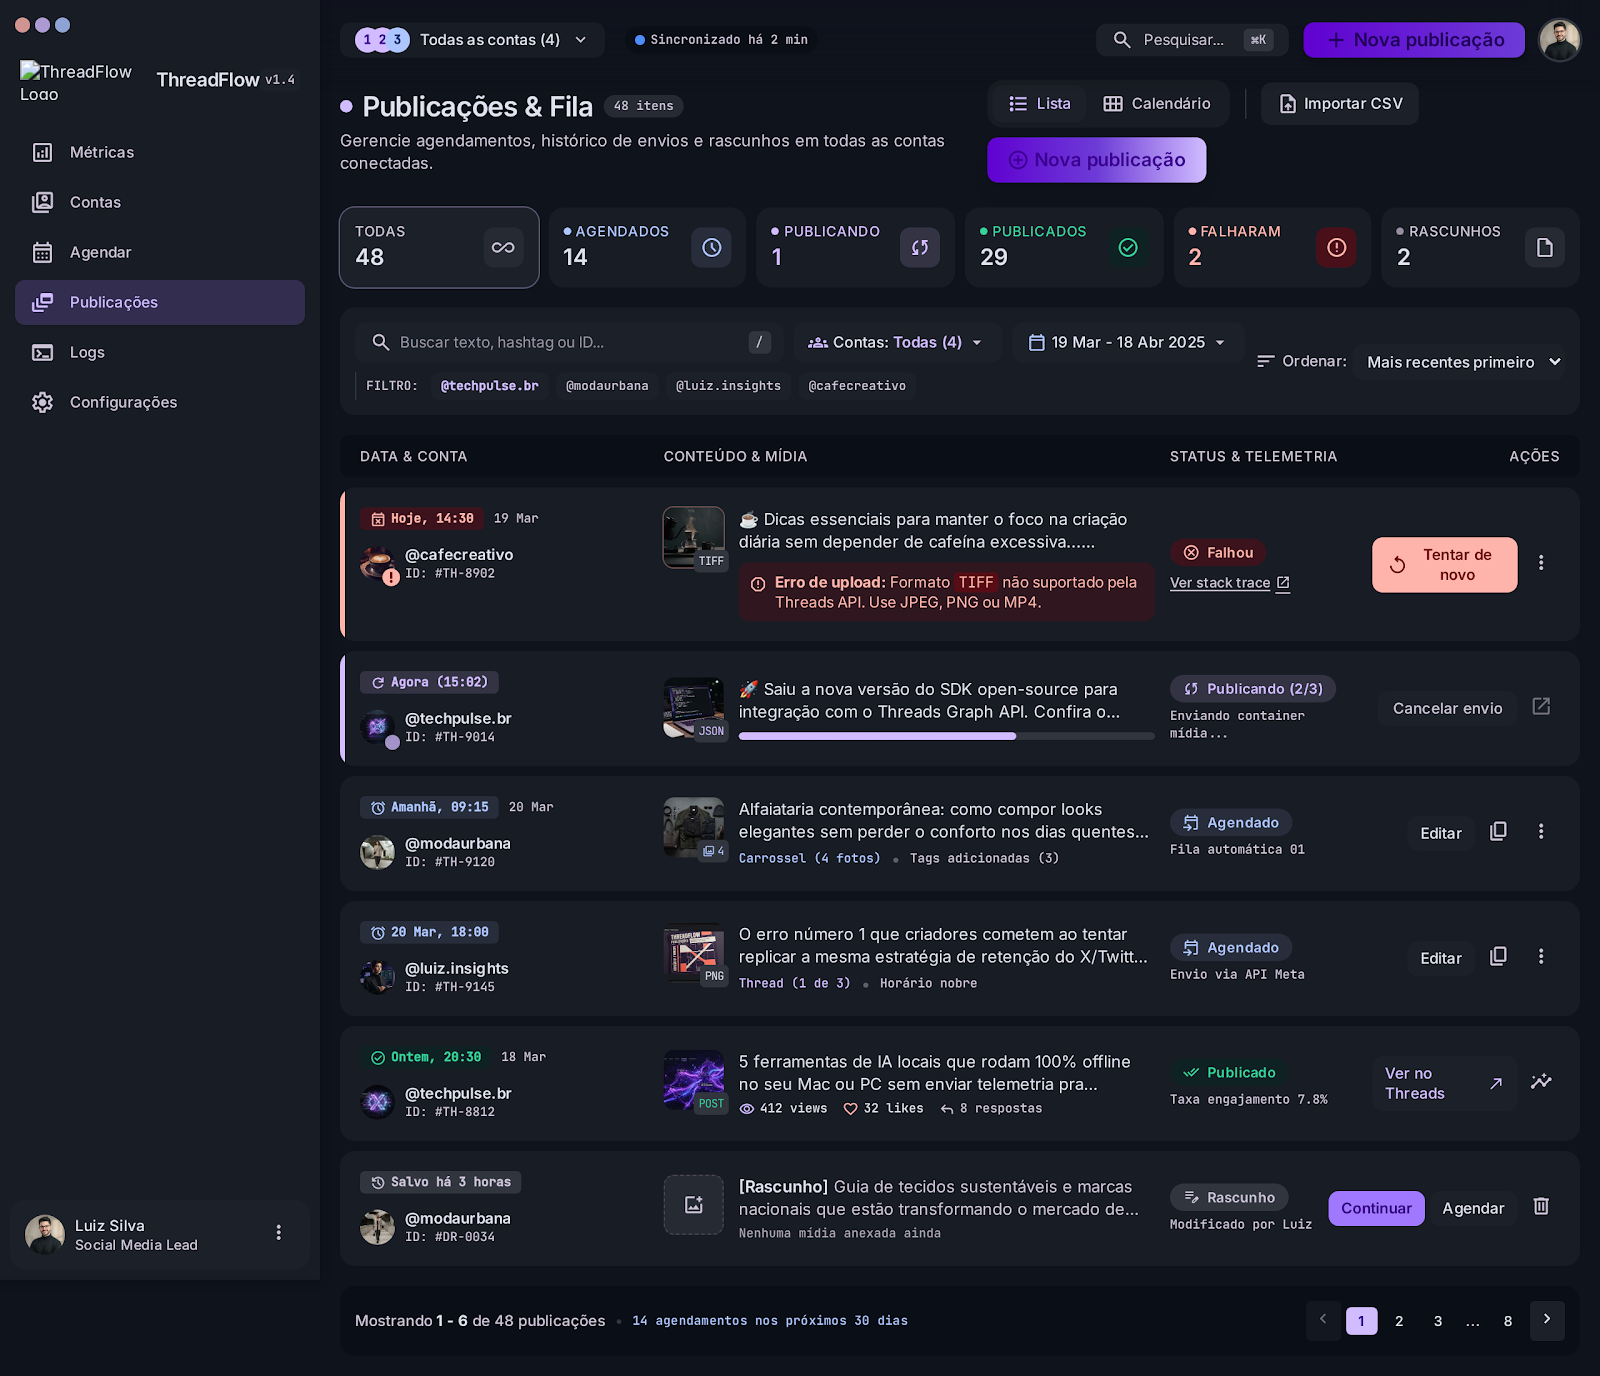 ThreadFlow Logo
ThreadFlow v1.4
Métricas
Contas
Agendar
Publicações
Logs
Configurações
Luiz Silva
Social Media Lead
1 2 3 Todas as contas (4)
Sincronizado há 2 min
Pesquisar... ⌘K
+ Nova publicação
Publicações & Fila 48 itens
Gerencie agendamentos, histórico de envios e rascunhos em todas as contas
conectadas.
Lista
Calendário
Importar CSV
Nova publicação
TODAS
48
AGENDADOS
14
PUBLICANDO
1
PUBLICADOS
29
FALHARAM
2
RASCUNHOS
2
Buscar texto, hashtag ou ID... /
Contas: Todas (4)
19 Mar - 18 Abr 2025
Ordenar: Mais recentes primeiro
FILTRO: @techpulse.br @modaurbana @luiz.insights @cafecreativo
DATA & CONTA CONTEÚDO & MÍDIA STATUS & TELEMETRIA AÇÕES
Hoje, 14:30 19 Mar
@cafecreativo
ID: #TH-8902
TIFF
☕ Dicas essenciais para manter o foco na criação
diária sem depender de cafeína excessiva......
Erro de upload: Formato TIFF não suportado pela
Threads API. Use JPEG, PNG ou MP4.
Falhou
Ver stack trace
Tentar de
novo
Agora (15:02)
@techpulse.br
ID: #TH-9014
JSON
🚀 Saiu a nova versão do SDK open-source para
integração com o Threads Graph API. Confira o...
Publicando (2/3)
Enviando container
mídia...
Cancelar envio
Amanhã, 09:15 20 Mar
@modaurbana
ID: #TH-9120
4
Alfaiataria contemporânea: como compor looks
elegantes sem perder o conforto nos dias quentes...
Carrossel (4 fotos) • Tags adicionadas (3)
Agendado
Fila automática 01
Editar
20 Mar, 18:00
@luiz.insights
ID: #TH-9145
THREADFLOW
PNG
O erro número 1 que criadores cometem ao tentar
replicar a mesma estratégia de retenção do X/Twitt...
Thread (1 de 3) • Horário nobre
Agendado
Envio via API Meta
Editar
Ontem, 20:30 18 Mar
@techpulse.br
ID: #TH-8812
POST
5 ferramentas de IA locais que rodam 100% offline
no seu Mac ou PC sem enviar telemetria pra...
412 views 32 likes 8 respostas
Publicado
Taxa engajamento 7.8%
Ver no
Threads
Salvo há 3 horas
@modaurbana
ID: #DR-0034
[Rascunho] Guia de tecidos sustentáveis e marcas
nacionais que estão transformando o mercado de...
Nenhuma mídia anexada ainda
Rascunho
Modificado por Luiz
Continuar
Agendar
Mostrando 1 - 6 de 48 publicações • 14 agendamentos nos próximos 30 dias
1 2 3 ... 8